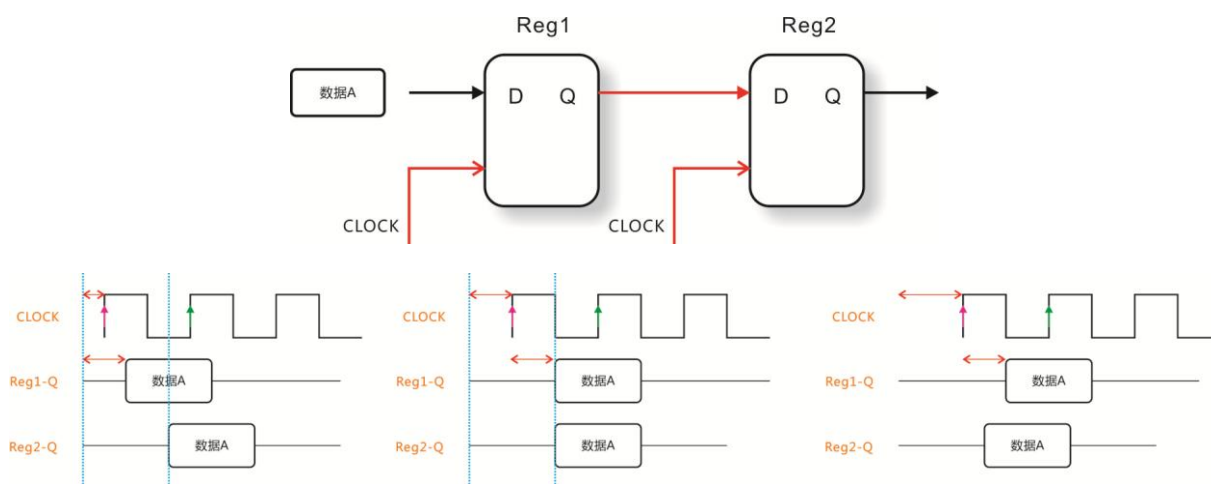 Reg1
Reg2
数据A
D Q
D Q
CLOCK
CLOCK
CLOCK
Reg1-Q
数据A
Reg2-Q
数据A
CLOCK
Reg1-Q
数据A
Reg2-Q
数据A
CLOCK
Reg1-Q
数据A
Reg2-Q
数据A